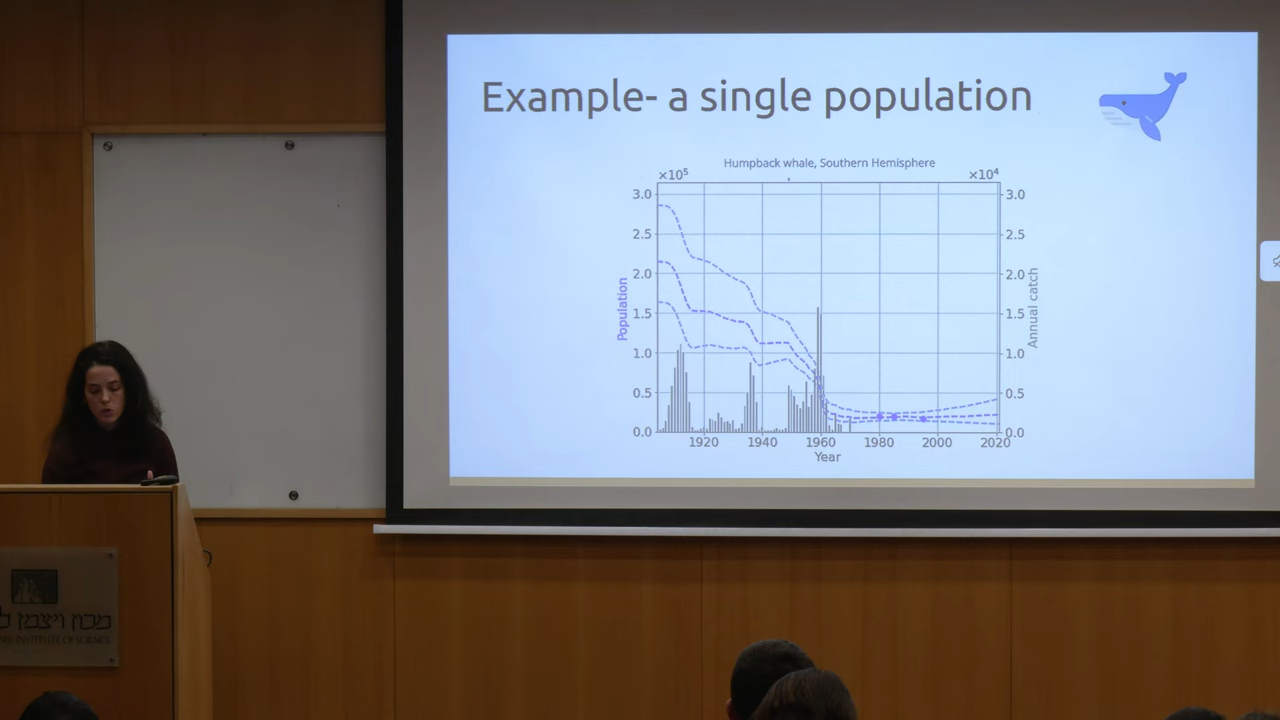 Example- a single population
Humpback whale, Southern Hemisphere
×10⁵
×10⁴
3.0
2.5
2.0
1.5
1.0
0.5
0.0
Population
3.0
2.5
2.0
1.5
1.0
0.5
0.0
Annual catch
1920 1940 1960 1980 2000 2020
Year
מכון ויצמן
INSTITUTE OF SCIENCE